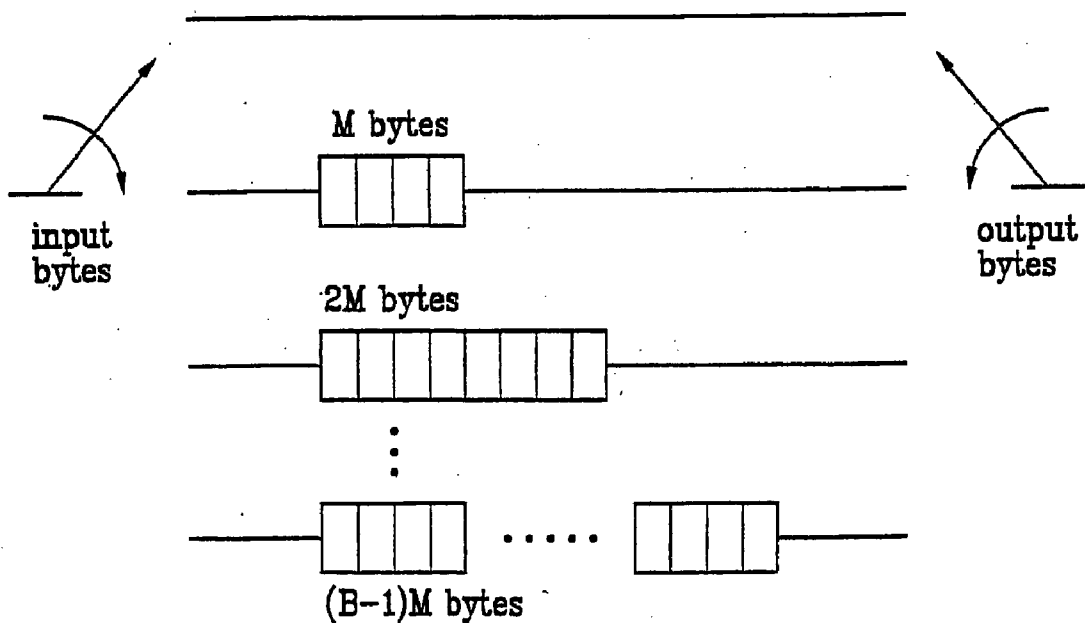 M bytes
input
bytes
output
bytes
2M bytes
(B-1)M bytes